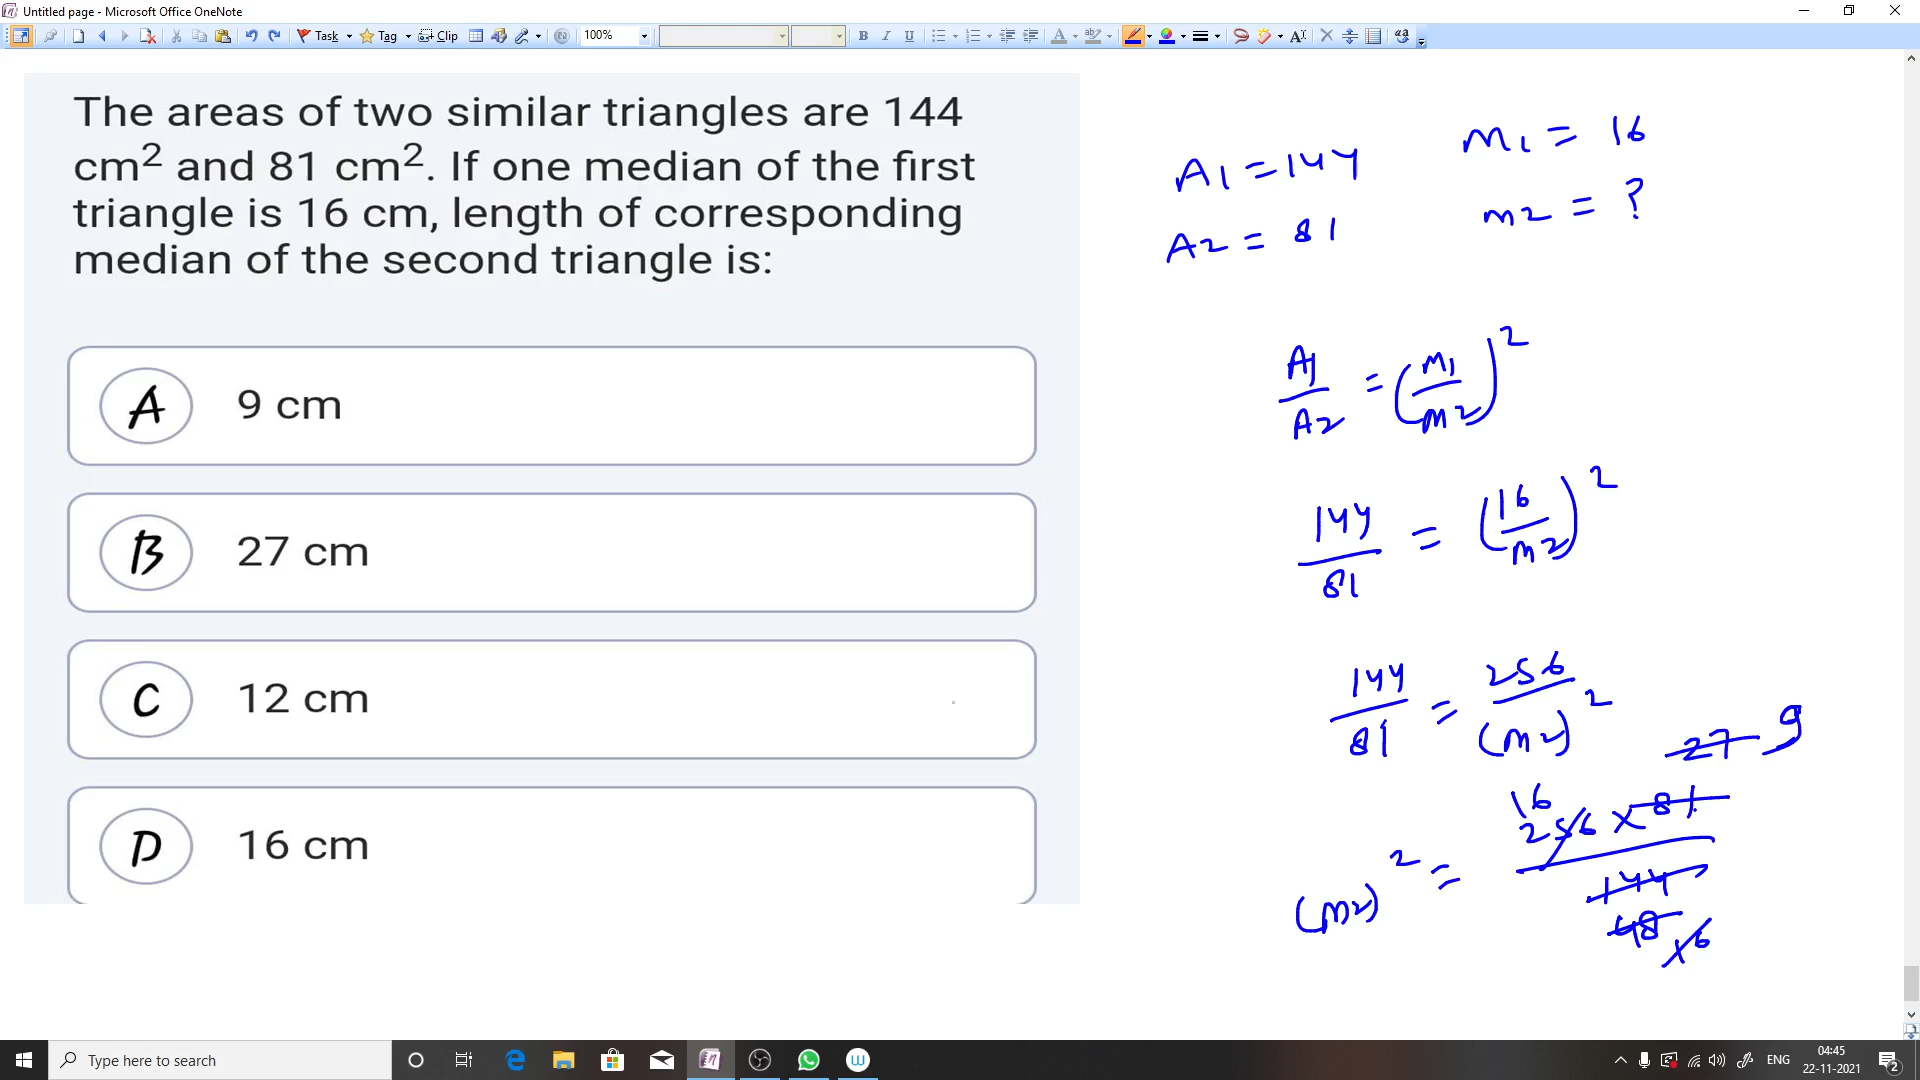 Untitled page - Microsoft Office OneNote
Task Tag Clip 100% B I U
The areas of two similar triangles are 144
cm2 and 81 cm2. If one median of the first
triangle is 16 cm, length of corresponding
median of the second triangle is:
A 9 cm
B 27 cm
C 12 cm
D 16 cm
A1 = 144 m1 = 16
A2 = 81 m2 = ?
A1/A2 = (m1/m2)2
144/81 = (16/m2)2
144/81 = 256/(m2)2
27 9
16
(m2)2 = 256 x 81/144
48
16
Type here to search
ENG
04:45
22-11-2021
2